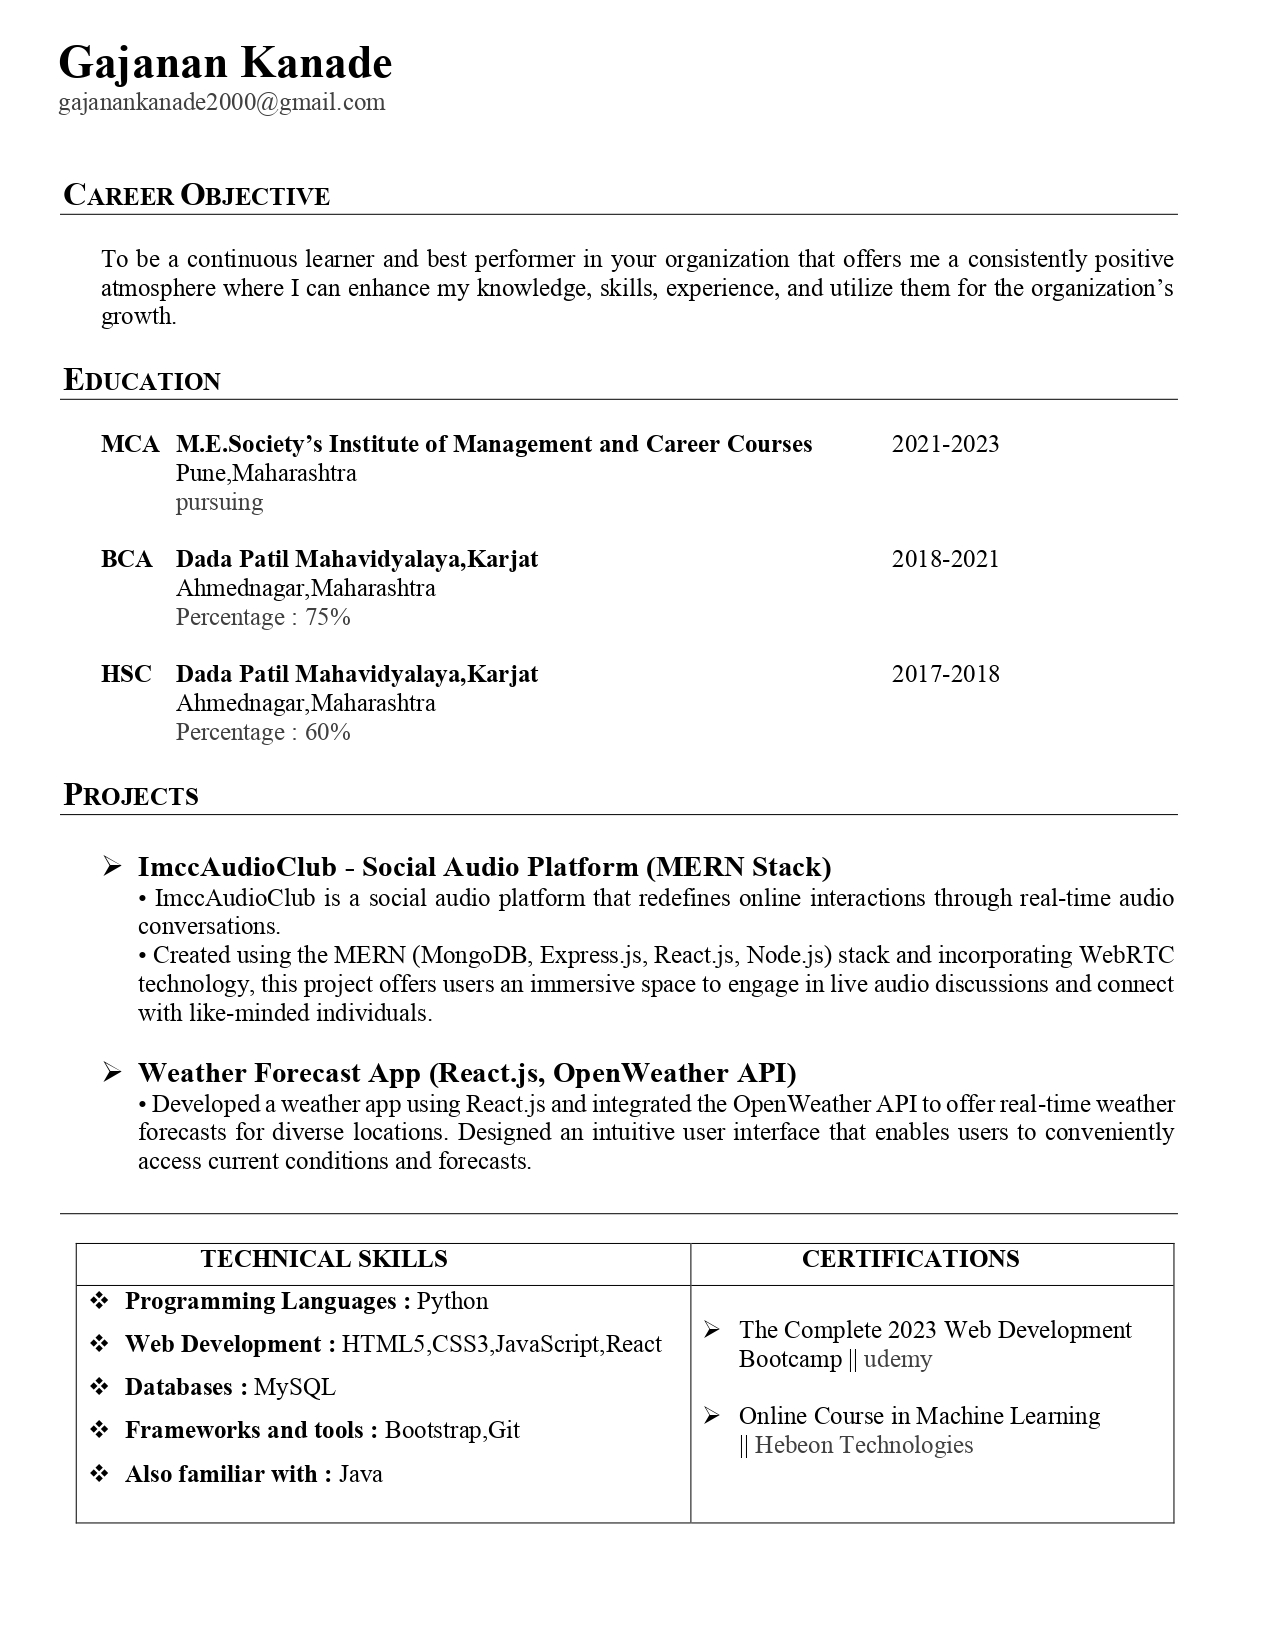 Gajanan Kanade
gajanankanade2000@gmail.com
CAREER OBJECTIVE
To be a continuous learner and best performer in your organization that offers me a consistently positive
atmosphere where I can enhance my knowledge, skills, experience, and utilize them for the organization’s
growth.
EDUCATION
MCA M.E.Society’s Institute of Management and Career Courses 2021-2023
Pune,Maharashtra
pursuing
BCA Dada Patil Mahavidyalaya,Karjat 2018-2021
Ahmednagar,Maharashtra
Percentage : 75%
HSC Dada Patil Mahavidyalaya,Karjat 2017-2018
Ahmednagar,Maharashtra
Percentage : 60%
PROJECTS
➢ ImccAudioClub - Social Audio Platform (MERN Stack)
• ImccAudioClub is a social audio platform that redefines online interactions through real-time audio
conversations.
• Created using the MERN (MongoDB, Express.js, React.js, Node.js) stack and incorporating WebRTC
technology, this project offers users an immersive space to engage in live audio discussions and connect
with like-minded individuals.
➢ Weather Forecast App (React.js, OpenWeather API)
• Developed a weather app using React.js and integrated the OpenWeather API to offer real-time weather
forecasts for diverse locations. Designed an intuitive user interface that enables users to conveniently
access current conditions and forecasts.
TECHNICAL SKILLS
❖ Programming Languages : Python
❖ Web Development : HTML5,CSS3,JavaScript,React
❖ Databases : MySQL
❖ Frameworks and tools : Bootstrap,Git
❖ Also familiar with : Java
CERTIFICATIONS
➢ The Complete 2023 Web Development
Bootcamp || udemy
➢ Online Course in Machine Learning
|| Hebeon Technologies